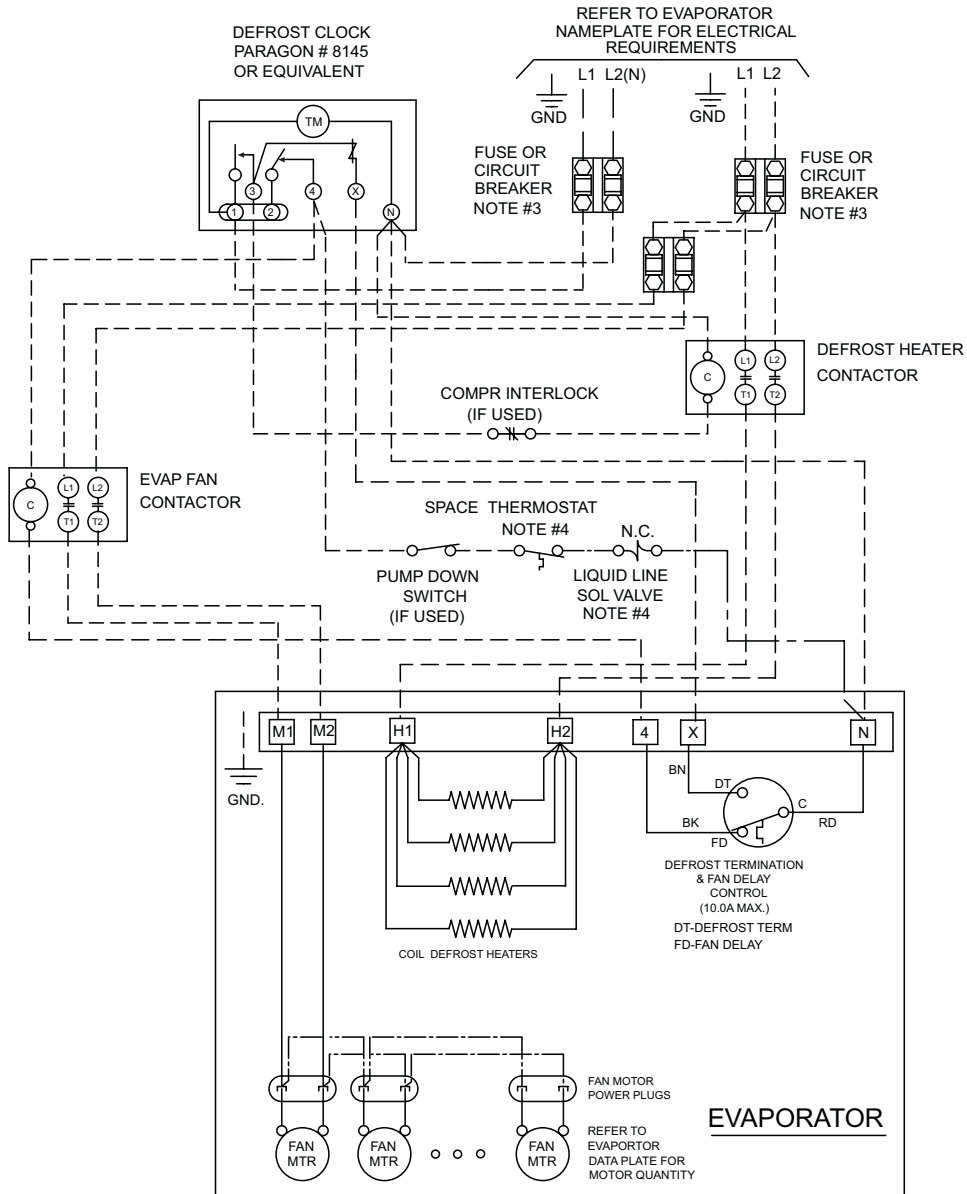 DEFROST CLOCK
PARAGON # 8145
OR EQUIVALENT
REFER TO EVAPORATOR
NAMEPLATE FOR ELECTRICAL
REQUIREMENTS
L1 L2(N)
L1 L2
GND
GND
TM
3
4
X
1
2
N
FUSE OR
CIRCUIT
BREAKER
NOTE #3
FUSE OR
CIRCUIT
BREAKER
NOTE #3
DEFROST HEATER
CONTACTOR
C
L1
L2
T1
T2
COMPR INTERLOCK
(IF USED)
EVAP FAN
CONTACTOR
C
L1
L2
T1
T2
SPACE THERMOSTAT
NOTE #4
N.C.
PUMP DOWN
SWITCH
(IF USED)
LIQUID LINE
SOL VALVE
NOTE #4
M1
M2
H1
H2
4
X
N
GND.
BN
DT
C
RD
BK
FD
DEFROST TERMINATION
& FAN DELAY
CONTROL
(10.0A MAX.)
DT-DEFROST TERM
FD-FAN DELAY
COIL DEFROST HEATERS
FAN MOTOR
POWER PLUGS
EVAPORATOR
FAN
MTR
FAN
MTR
FAN
MTR
REFER TO
EVAPORTOR
DATA PLATE FOR
MOTOR QUANTITY